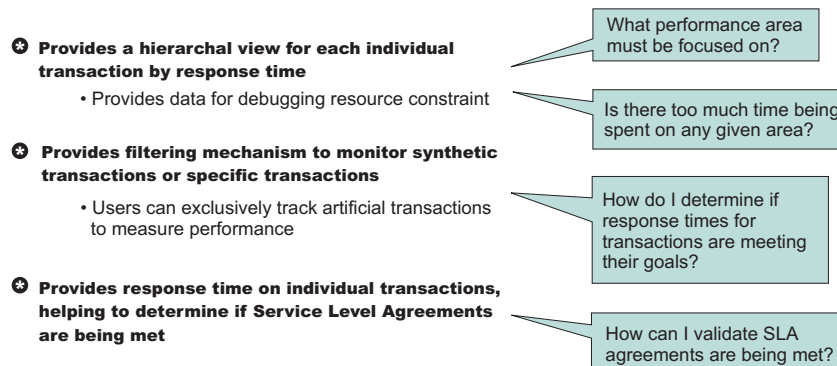 Provides a hierarchal view for each individual
transaction by response time
• Provides data for debugging resource constraint
Provides filtering mechanism to monitor synthetic
transactions or specific transactions
• Users can exclusively track artificial transactions
to measure performance
Provides response time on individual transactions,
helping to determine if Service Level Agreements
are being met
What performance area
must be focused on?
Is there too much time being
spent on any given area?
How do I determine if
response times for
transactions are meeting
their goals?
How can I validate SLA
agreements are being met?